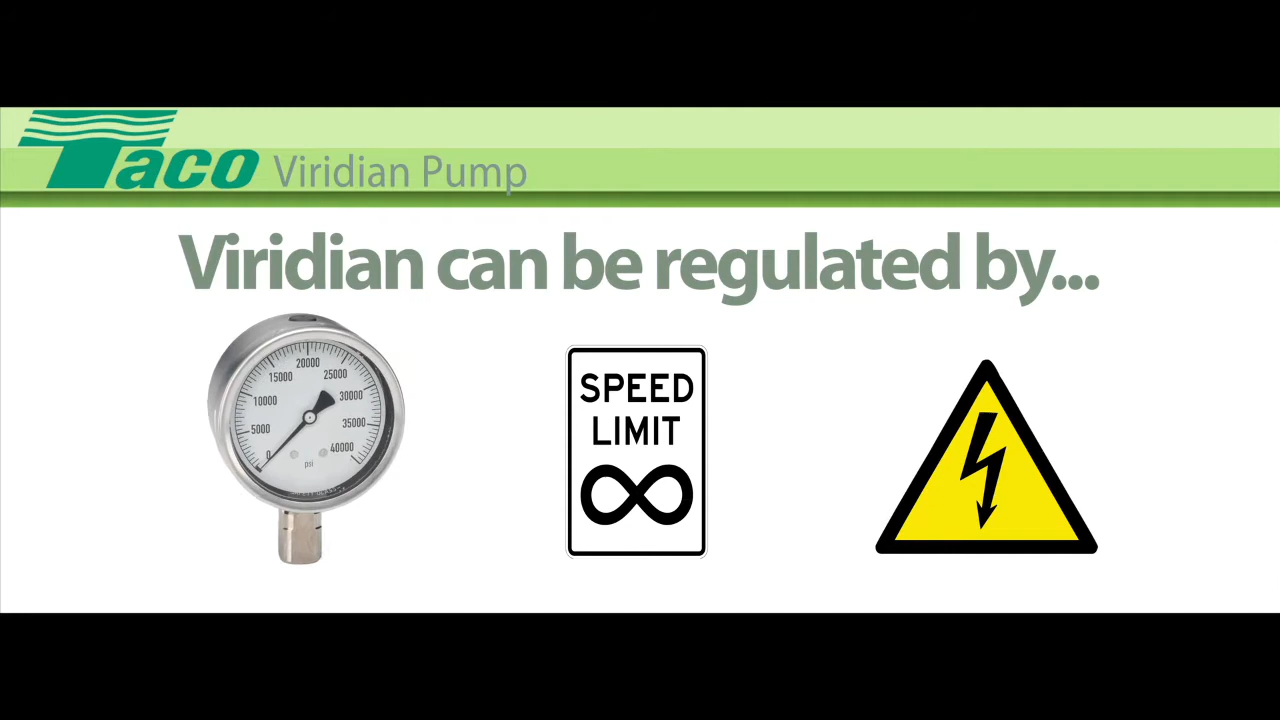 Taco Viridian Pump
Viridian can be regulated by...
20000
15000
25000
10000
30000
5000
35000
0
40000
psi
SPEED
LIMIT
∞